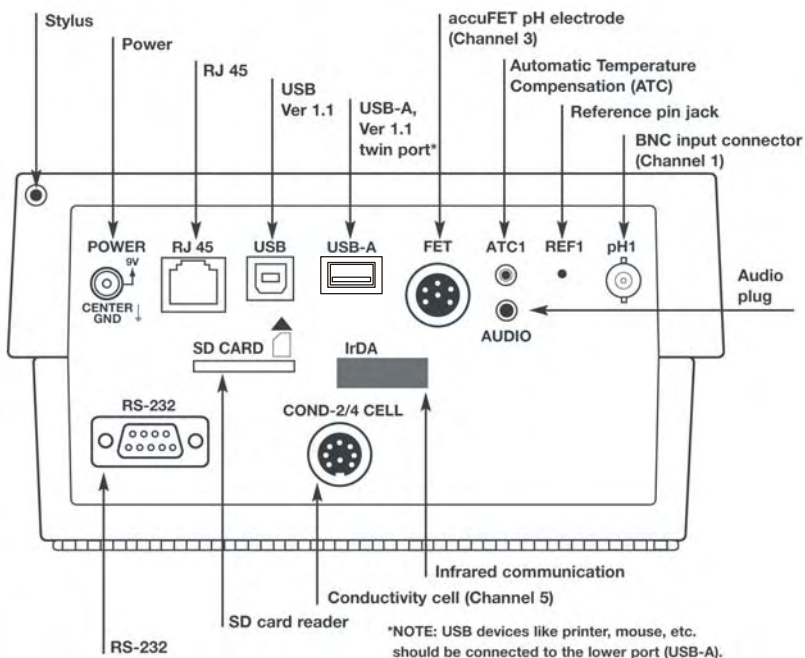 Stylus
Power
RJ 45
USB
Ver 1.1
USB-A,
Ver 1.1
twin port*
accuFET pH electrode
(Channel 3)
Automatic Temperature
Compensation (ATC)
Reference pin jack
BNC input connector
(Channel 1)
POWER
9V
CENTER
GND
RJ 45
USB
USB-A
FET
ATC1
REF1
pH1
AUDIO
Audio
plug
SD CARD
IrDA
RS-232
COND-2/4 CELL
Infrared communication
Conductivity cell (Channel 5)
SD card reader
RS-232
*NOTE: USB devices like printer, mouse, etc.
should be connected to the lower port (USB-A).